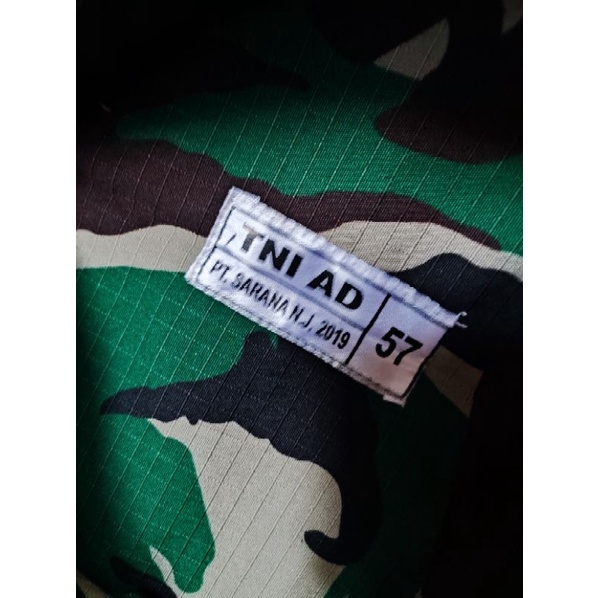 TNI AD
PT. SARANA N.J, 2019
57